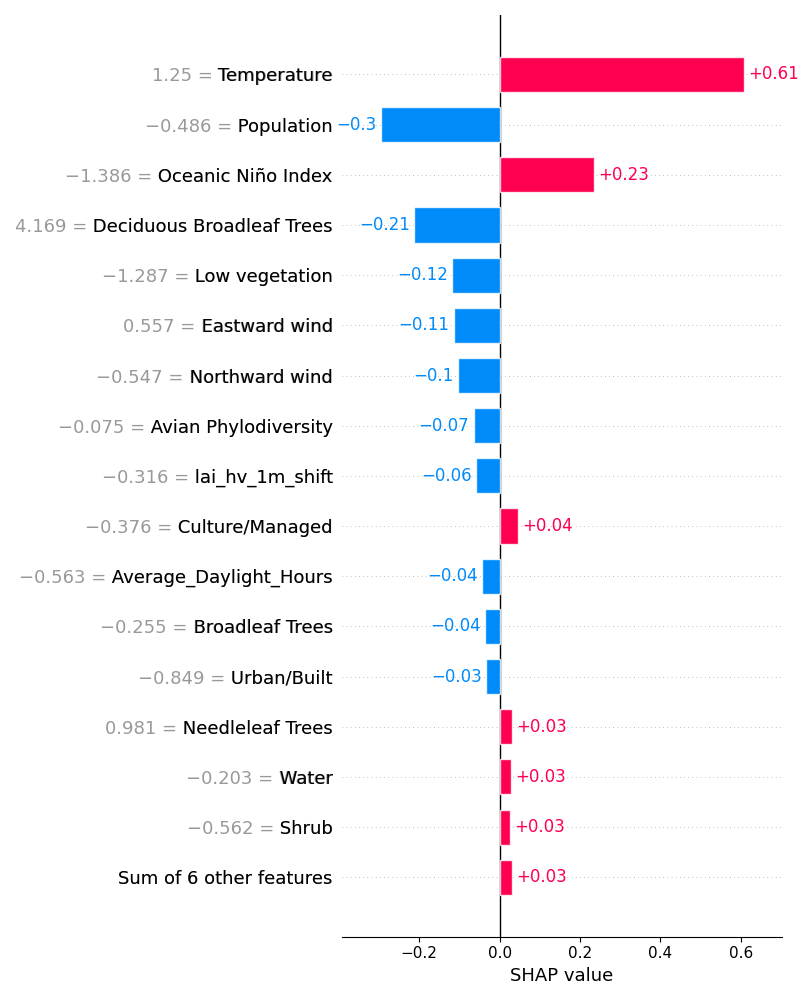 1.25 = Temperature +0.61
−0.486 = Population −0.3
−1.386 = Oceanic Niño Index +0.23
4.169 = Deciduous Broadleaf Trees −0.21
−1.287 = Low vegetation −0.12
0.557 = Eastward wind −0.11
−0.547 = Northward wind −0.1
−0.075 = Avian Phylodiversity −0.07
−0.316 = lai_hv_1m_shift −0.06
−0.376 = Culture/Managed +0.04
−0.563 = Average_Daylight_Hours −0.04
−0.255 = Broadleaf Trees −0.04
−0.849 = Urban/Built −0.03
0.981 = Needleleaf Trees +0.03
−0.203 = Water +0.03
−0.562 = Shrub +0.03
Sum of 6 other features +0.03
−0.2 0.0 0.2 0.4 0.6
SHAP value